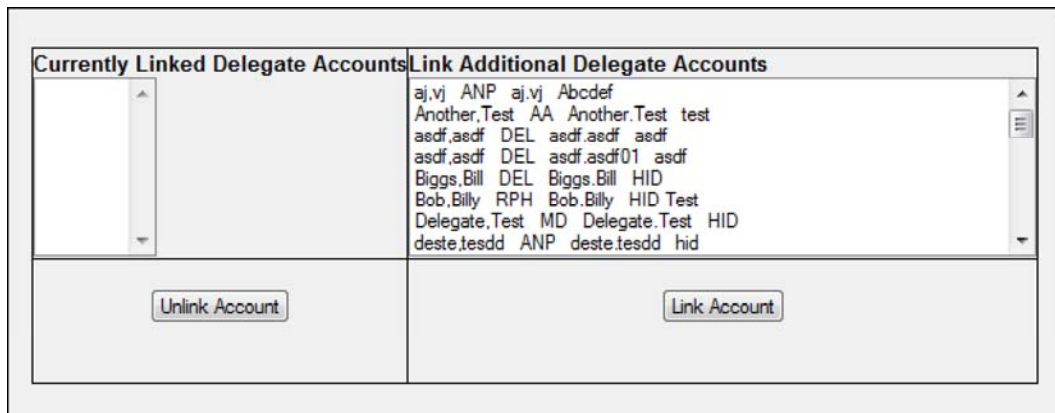 Currently Linked Delegate Accounts
Link Additional Delegate Accounts
aj,vj ANP aj.vj Abcdef
Another,Test AA Another.Test test
asdf,asdf DEL asdf.asdf asdf
asdf,asdf DEL asdf.asdf01 asdf
Biggs,Bill DEL Biggs.Bill HID
Bob,Billy RPH Bob.Billy HID Test
Delegate,Test MD Delegate.Test HID
deste,tesdd ANP deste.tesdd hid
Unlink Account
Link Account